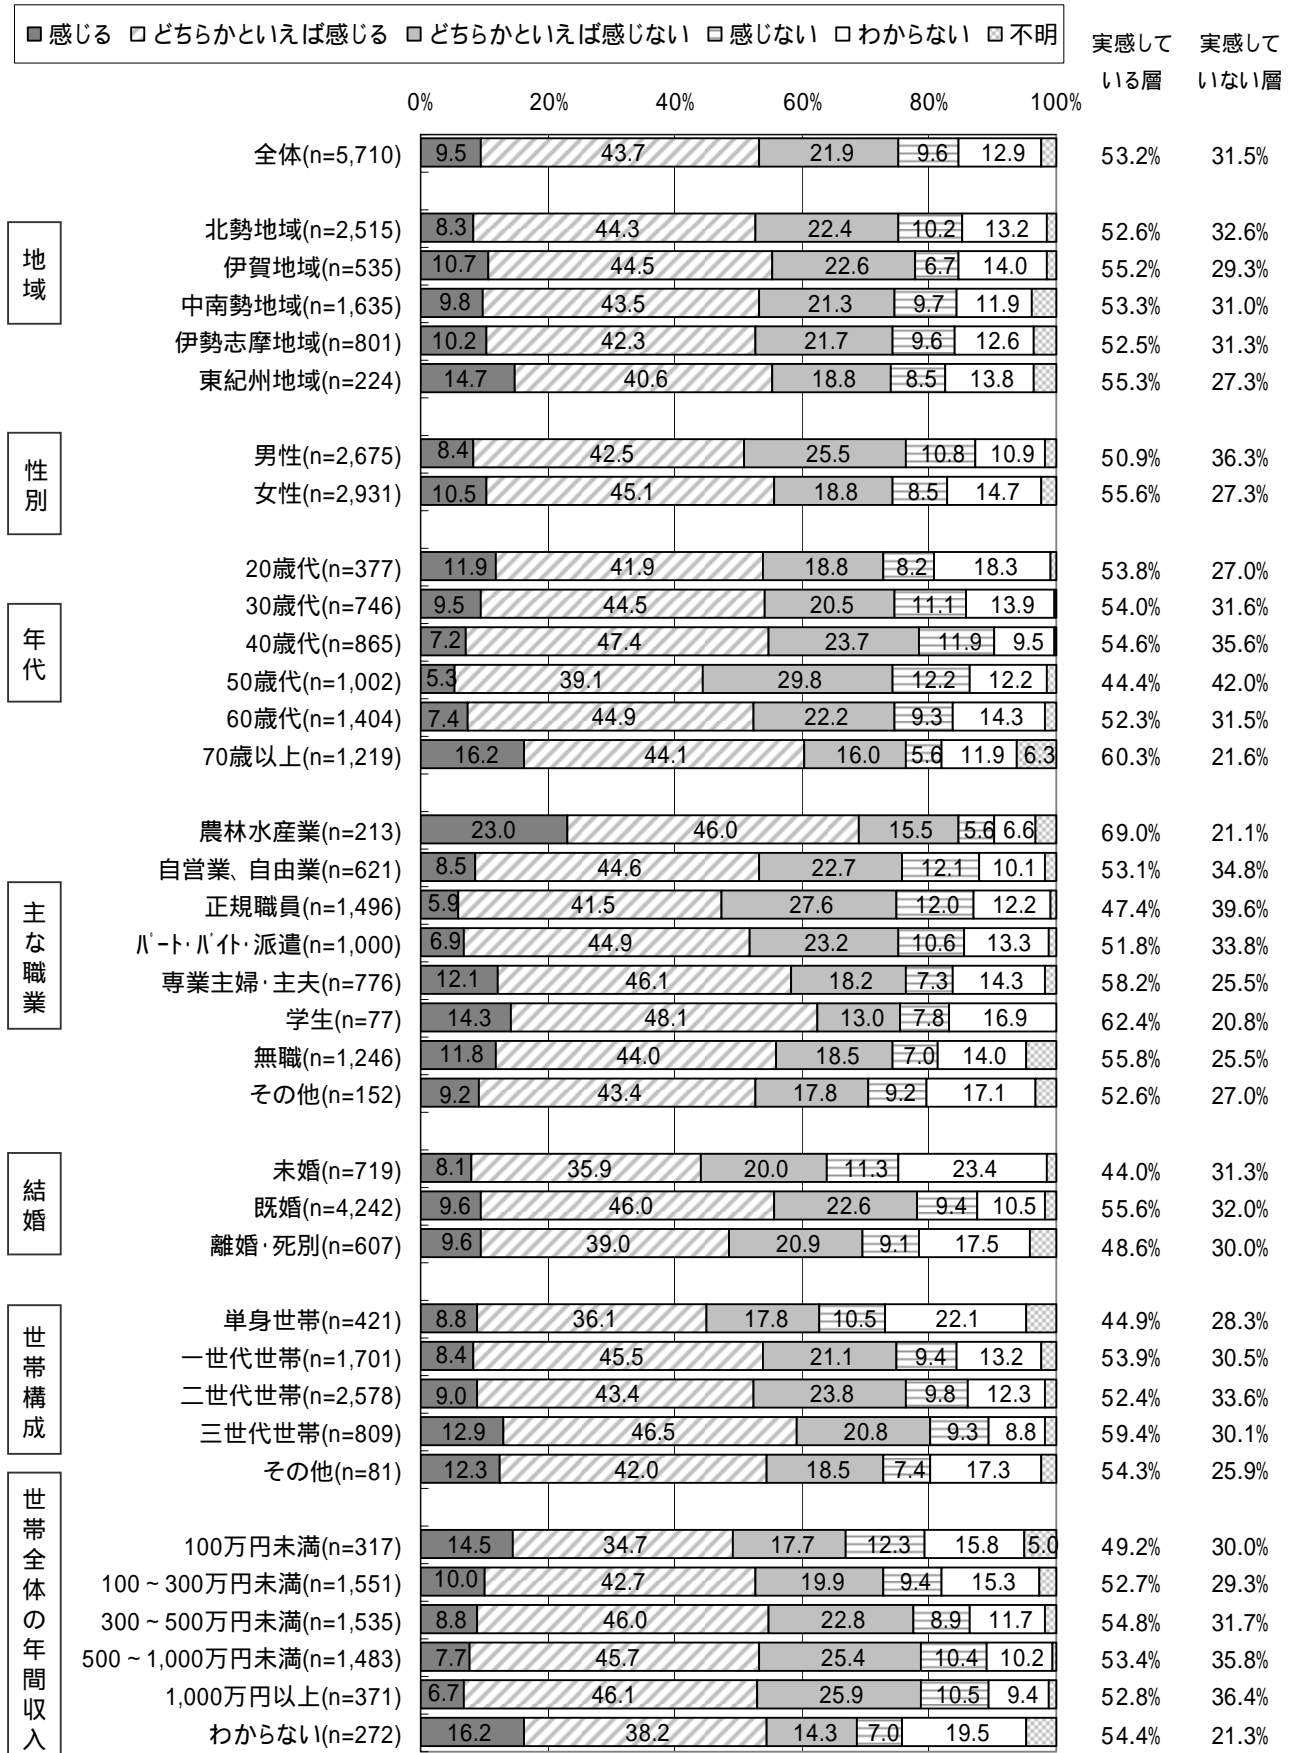 感じる どちらかといえば感じる どちらかといえば感じない 感じない わからない 不明
実感して 実感して
いる層 いない層
0% 20% 40% 60% 80% 100%
全体(n=5,710) 9.5 43.7 21.9 9.6 12.9 53.2% 31.5%
地域
北勢地域(n=2,515) 8.3 44.3 22.4 10.2 13.2 52.6% 32.6%
伊賀地域(n=535) 10.7 44.5 22.6 6.7 14.0 55.2% 29.3%
中南勢地域(n=1,635) 9.8 43.5 21.3 9.7 11.9 53.3% 31.0%
伊勢志摩地域(n=801) 10.2 42.3 21.7 9.6 12.6 52.5% 31.3%
東紀州地域(n=224) 14.7 40.6 18.8 8.5 13.8 55.3% 27.3%
性別
男性(n=2,675) 8.4 42.5 25.5 10.8 10.9 50.9% 36.3%
女性(n=2,931) 10.5 45.1 18.8 8.5 14.7 55.6% 27.3%
年代
20歳代(n=377) 11.9 41.9 18.8 8.2 18.3 53.8% 27.0%
30歳代(n=746) 9.5 44.5 20.5 11.1 13.9 54.0% 31.6%
40歳代(n=865) 7.2 47.4 23.7 11.9 9.5 54.6% 35.6%
50歳代(n=1,002) 5.3 39.1 29.8 12.2 12.2 44.4% 42.0%
60歳代(n=1,404) 7.4 44.9 22.2 9.3 14.3 52.3% 31.5%
70歳以上(n=1,219) 16.2 44.1 16.0 5.6 11.9 6.3 60.3% 21.6%
主な職業
農林水産業(n=213) 23.0 46.0 15.5 5.6 6.6 69.0% 21.1%
自営業、自由業(n=621) 8.5 44.6 22.7 12.1 10.1 53.1% 34.8%
正規職員(n=1,496) 5.9 41.5 27.6 12.0 12.2 47.4% 39.6%
ﾊﾟｰﾄ･ﾊﾞｲﾄ･派遣(n=1,000) 6.9 44.9 23.2 10.6 13.3 51.8% 33.8%
専業主婦･主夫(n=776) 12.1 46.1 18.2 7.3 14.3 58.2% 25.5%
学生(n=77) 14.3 48.1 13.0 7.8 16.9 62.4% 20.8%
無職(n=1,246) 11.8 44.0 18.5 7.0 14.0 55.8% 25.5%
その他(n=152) 9.2 43.4 17.8 9.2 17.1 52.6% 27.0%
結婚
未婚(n=719) 8.1 35.9 20.0 11.3 23.4 44.0% 31.3%
既婚(n=4,242) 9.6 46.0 22.6 9.4 10.5 55.6% 32.0%
離婚･死別(n=607) 9.6 39.0 20.9 9.1 17.5 48.6% 30.0%
世帯構成
単身世帯(n=421) 8.8 36.1 17.8 10.5 22.1 44.9% 28.3%
一世代世帯(n=1,701) 8.4 45.5 21.1 9.4 13.2 53.9% 30.5%
二世代世帯(n=2,578) 9.0 43.4 23.8 9.8 12.3 52.4% 33.6%
三世代世帯(n=809) 12.9 46.5 20.8 9.3 8.8 59.4% 30.1%
その他(n=81) 12.3 42.0 18.5 7.4 17.3 54.3% 25.9%
世帯全体の年間収入
100万円未満(n=317) 14.5 34.7 17.7 12.3 15.8 5.0 49.2% 30.0%
100～300万円未満(n=1,551) 10.0 42.7 19.9 9.4 15.3 52.7% 29.3%
300～500万円未満(n=1,535) 8.8 46.0 22.8 8.9 11.7 54.8% 31.7%
500～1,000万円未満(n=1,483) 7.7 45.7 25.4 10.4 10.2 53.4% 35.8%
1,000万円以上(n=371) 6.7 46.1 25.9 10.5 9.4 52.8% 36.4%
わからない(n=272) 16.2 38.2 14.3 7.0 19.5 54.4% 21.3%